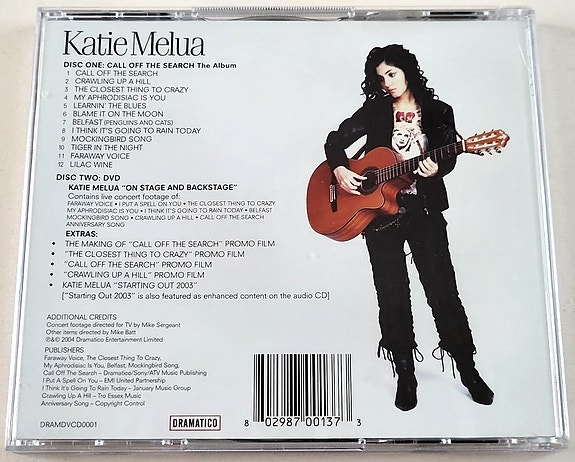 Katie Melua
DISC ONE: CALL OFF THE SEARCH The Album
1 CALL OFF THE SEARCH
2 CRAWLING UP A HILL
3 THE CLOSEST THING TO CRAZY
4 MY APHRODISIAC IS YOU
5 LEARNIN' THE BLUES
6 BLAME IT ON THE MOON
7 BELFAST (PENGUINS AND CATS)
8 I THINK IT'S GOING TO RAIN TODAY
9 MOCKINGBIRD SONG
10 TIGER IN THE NIGHT
11 FARAWAY VOICE
12 LILAC WINE
DISC TWO: DVD
KATIE MELUA "ON STAGE AND BACKSTAGE"
Contains live concert footage of:
FARAWAY VOICE • I PUT A SPELL ON YOU • THE CLOSEST THING TO CRAZY
MY APHRODISIAC IS YOU • I THINK IT'S GOING TO RAIN TODAY • BELFAST
MOCKINGBIRD SONG • CRAWLING UP A HILL • CALL OFF THE SEARCH
ANNIVERSARY SONG
EXTRAS:
• THE MAKING OF "CALL OFF THE SEARCH" PROMO FILM
• "THE CLOSEST THING TO CRAZY" PROMO FILM
• "CALL OFF THE SEARCH" PROMO FILM
• "CRAWLING UP A HILL" PROMO FILM
• KATIE MELUA "STARTING OUT 2003"
["Starting Out 2003" is also featured as enhanced content on the audio CD]
ADDITIONAL CREDITS
Concert footage directed for TV by Mike Sergeant
Other items directed by Mike Batt
℗&© 2004 Dramatico Entertainment Limited
PUBLISHERS
Faraway Voice, The Closest Thing To Crazy,
My Aphrodisiac Is You, Belfast, Mockingbird Song,
Call Off The Search – Dramatico/Sony/ATV Music Publishing
I Put A Spell On You – EMI United Partnership
I Think It's Going To Rain Today – January Music Group
Crawling Up A Hill – Tro Essex Music
Anniversary Song – Copyright Control
DRAMDVCD0001
DRAMATICO
8 02987 00137 3